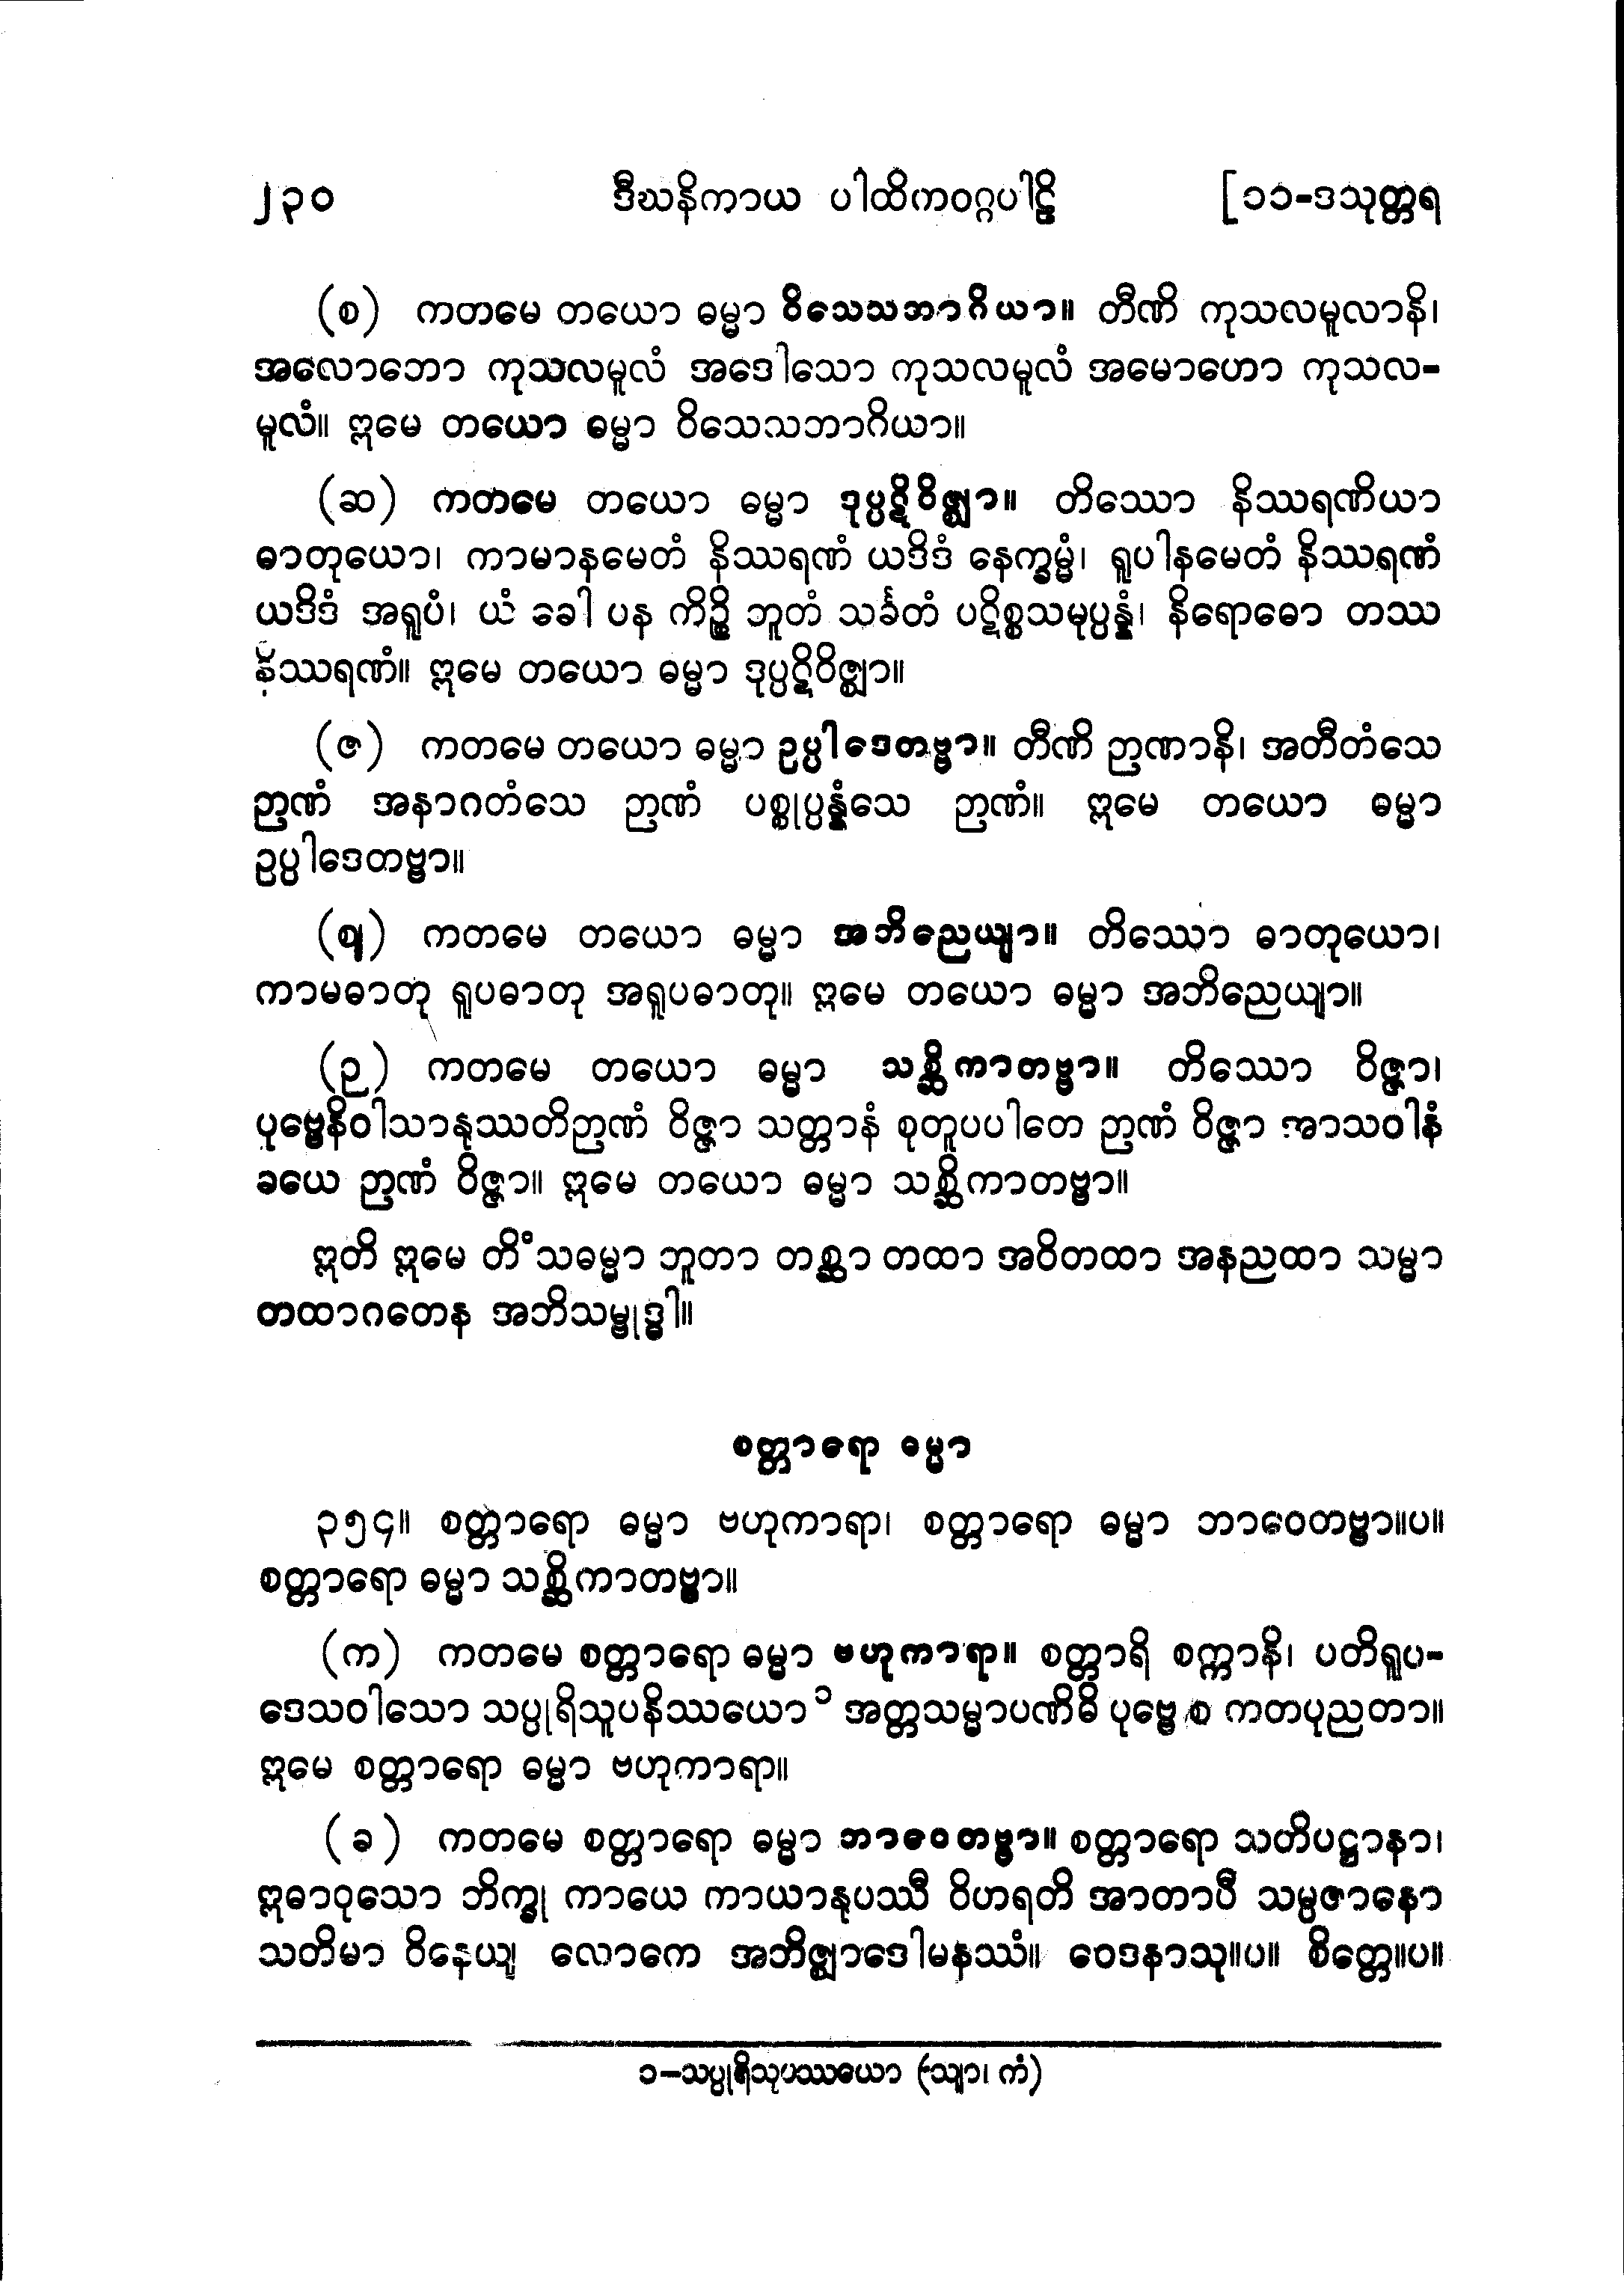 ၂၃၀ ဒီဃနိကာယ ပါထိကဝဂ္ဂပါဠိ [၁၁-ဒသုတ္တရ
(စ) ကတမေ တယော ဓမ္မာ ဝိသေသဘာဂိယာ။ တီဏိ ကုသလမူလာနိ၊
အလောဘော ကုသလမူလံ အဒေါသော ကုသလမူလံ အမောဟော ကုသလ-
မူလံ။ ဣမေ တယော ဓမ္မာ ဝိသေသဘာဂိယာ။
(ဆ) ကတမေ တယော ဓမ္မာ ဒုပ္ပဋိဝိဇ္ဈာ။ တိဿော နိဿရဏိယာ
ဓာတုယော၊ ကာမာနမေတံ နိဿရဏံ ယဒိဒံ နေက္ခမ္မံ၊ ရူပါနမေတံ နိဿရဏံ
ယဒိဒံ အရူပံ၊ ယံ ခေါ ပန ကိဉ္စိ ဘူတံ သင်္ခတံ ပဋိစ္စသမုပ္ပန္နံ၊ နိရောဓော တဿ
နိဿရဏံ။ ဣမေ တယော ဓမ္မာ ဒုပ္ပဋိဝိဇ္ဈာ။
(ဇ) ကတမေ တယော ဓမ္မာ ဥပ္ပါဒေတဗ္ဗာ။ တီဏိ ဉာဏာနိ၊ အတီတံသေ
ဉာဏံ အနာဂတံသေ ဉာဏံ ပစ္စုပ္ပန္နံသေ ဉာဏံ။ ဣမေ တယော ဓမ္မာ
ဥပ္ပါဒေတဗ္ဗာ။
(ဈ) ကတမေ တယော ဓမ္မာ အဘိညေယျာ။ တိဿော ဓာတုယော၊
ကာမဓာတု ရူပဓာတု အရူပဓာတု။ ဣမေ တယော ဓမ္မာ အဘိညေယျာ။
(ဉ) ကတမေ တယော ဓမ္မာ သစ္ဆိကာတဗ္ဗာ။ တိဿော ဝိဇ္ဇာ၊
ပုဗ္ဗေနိဝါသာနုဿတိဉာဏံ ဝိဇ္ဇာ သတ္တာနံ စုတူပပါတေ ဉာဏံ ဝိဇ္ဇာ အာသဝါနံ
ခယေ ဉာဏံ ဝိဇ္ဇာ။ ဣမေ တယော ဓမ္မာ သစ္ဆိကာတဗ္ဗာ။
ဣတိ ဣမေ တိံသဓမ္မာ ဘူတာ တစ္ဆာ တထာ အဝိတထာ အနညထာ သမ္မာ
တထာဂတေန အဘိသမ္ဗုဒ္ဓါ။
စတ္တာရော ဓမ္မာ
၃၅၄။ စတ္တာရော ဓမ္မာ ဗဟုကာရာ၊ စတ္တာရော ဓမ္မာ ဘာဝေတဗ္ဗာ။ပ။
စတ္တာရော ဓမ္မာ သစ္ဆိကာတဗ္ဗာ။
(က) ကတမေ စတ္တာရော ဓမ္မာ ဗဟုကာရာ။ စတ္တာရိ စက္ကာနိ၊ ပတိရူပ-
ဒေသဝါသော သပ္ပုရိသူပနိဿယော၁ အတ္တသမ္မာပဏိဓိ ပုဗ္ဗေ စ ကတပုညတာ။
ဣမေ စတ္တာရော ဓမ္မာ ဗဟုကာရာ။
(ခ) ကတမေ စတ္တာရော ဓမ္မာ ဘာဝေတဗ္ဗာ။ စတ္တာရော သတိပဋ္ဌာနာ၊
ဣဓာဝုသော ဘိက္ခု ကာယေ ကာယာနုပဿီ ဝိဟရတိ အာတာပီ သမ္ပဇာနော
သတိမာ ဝိနေယျ လောကေ အဘိဇ္ဈာဒေါမနဿံ။ ဝေဒနာသု။ပ။ စိတ္တေ။ပ။
၁-သပ္ပုရိသုပဿယော (သျာ၊ ကံ)